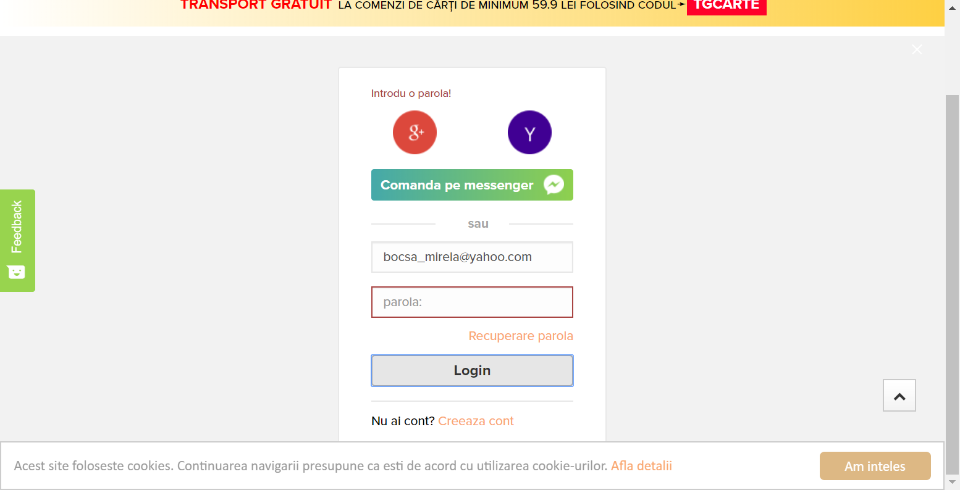 TRANSPORT GRATUIT LA COMENZI DE CĂRȚI DE MINIMUM 59.9 LEI FOLOSIND CODUL TGCARTE
Introdu o parola!
g+ Y
Comanda pe messenger
sau
Feedback
bocsa_mirela@yahoo.com
parola:
Recuperare parola
Login
Nu ai cont? Creeaza cont
Acest site foloseste cookies. Continuarea navigarii presupune ca esti de acord cu utilizarea cookie-urilor. Afla detalii
Am inteles